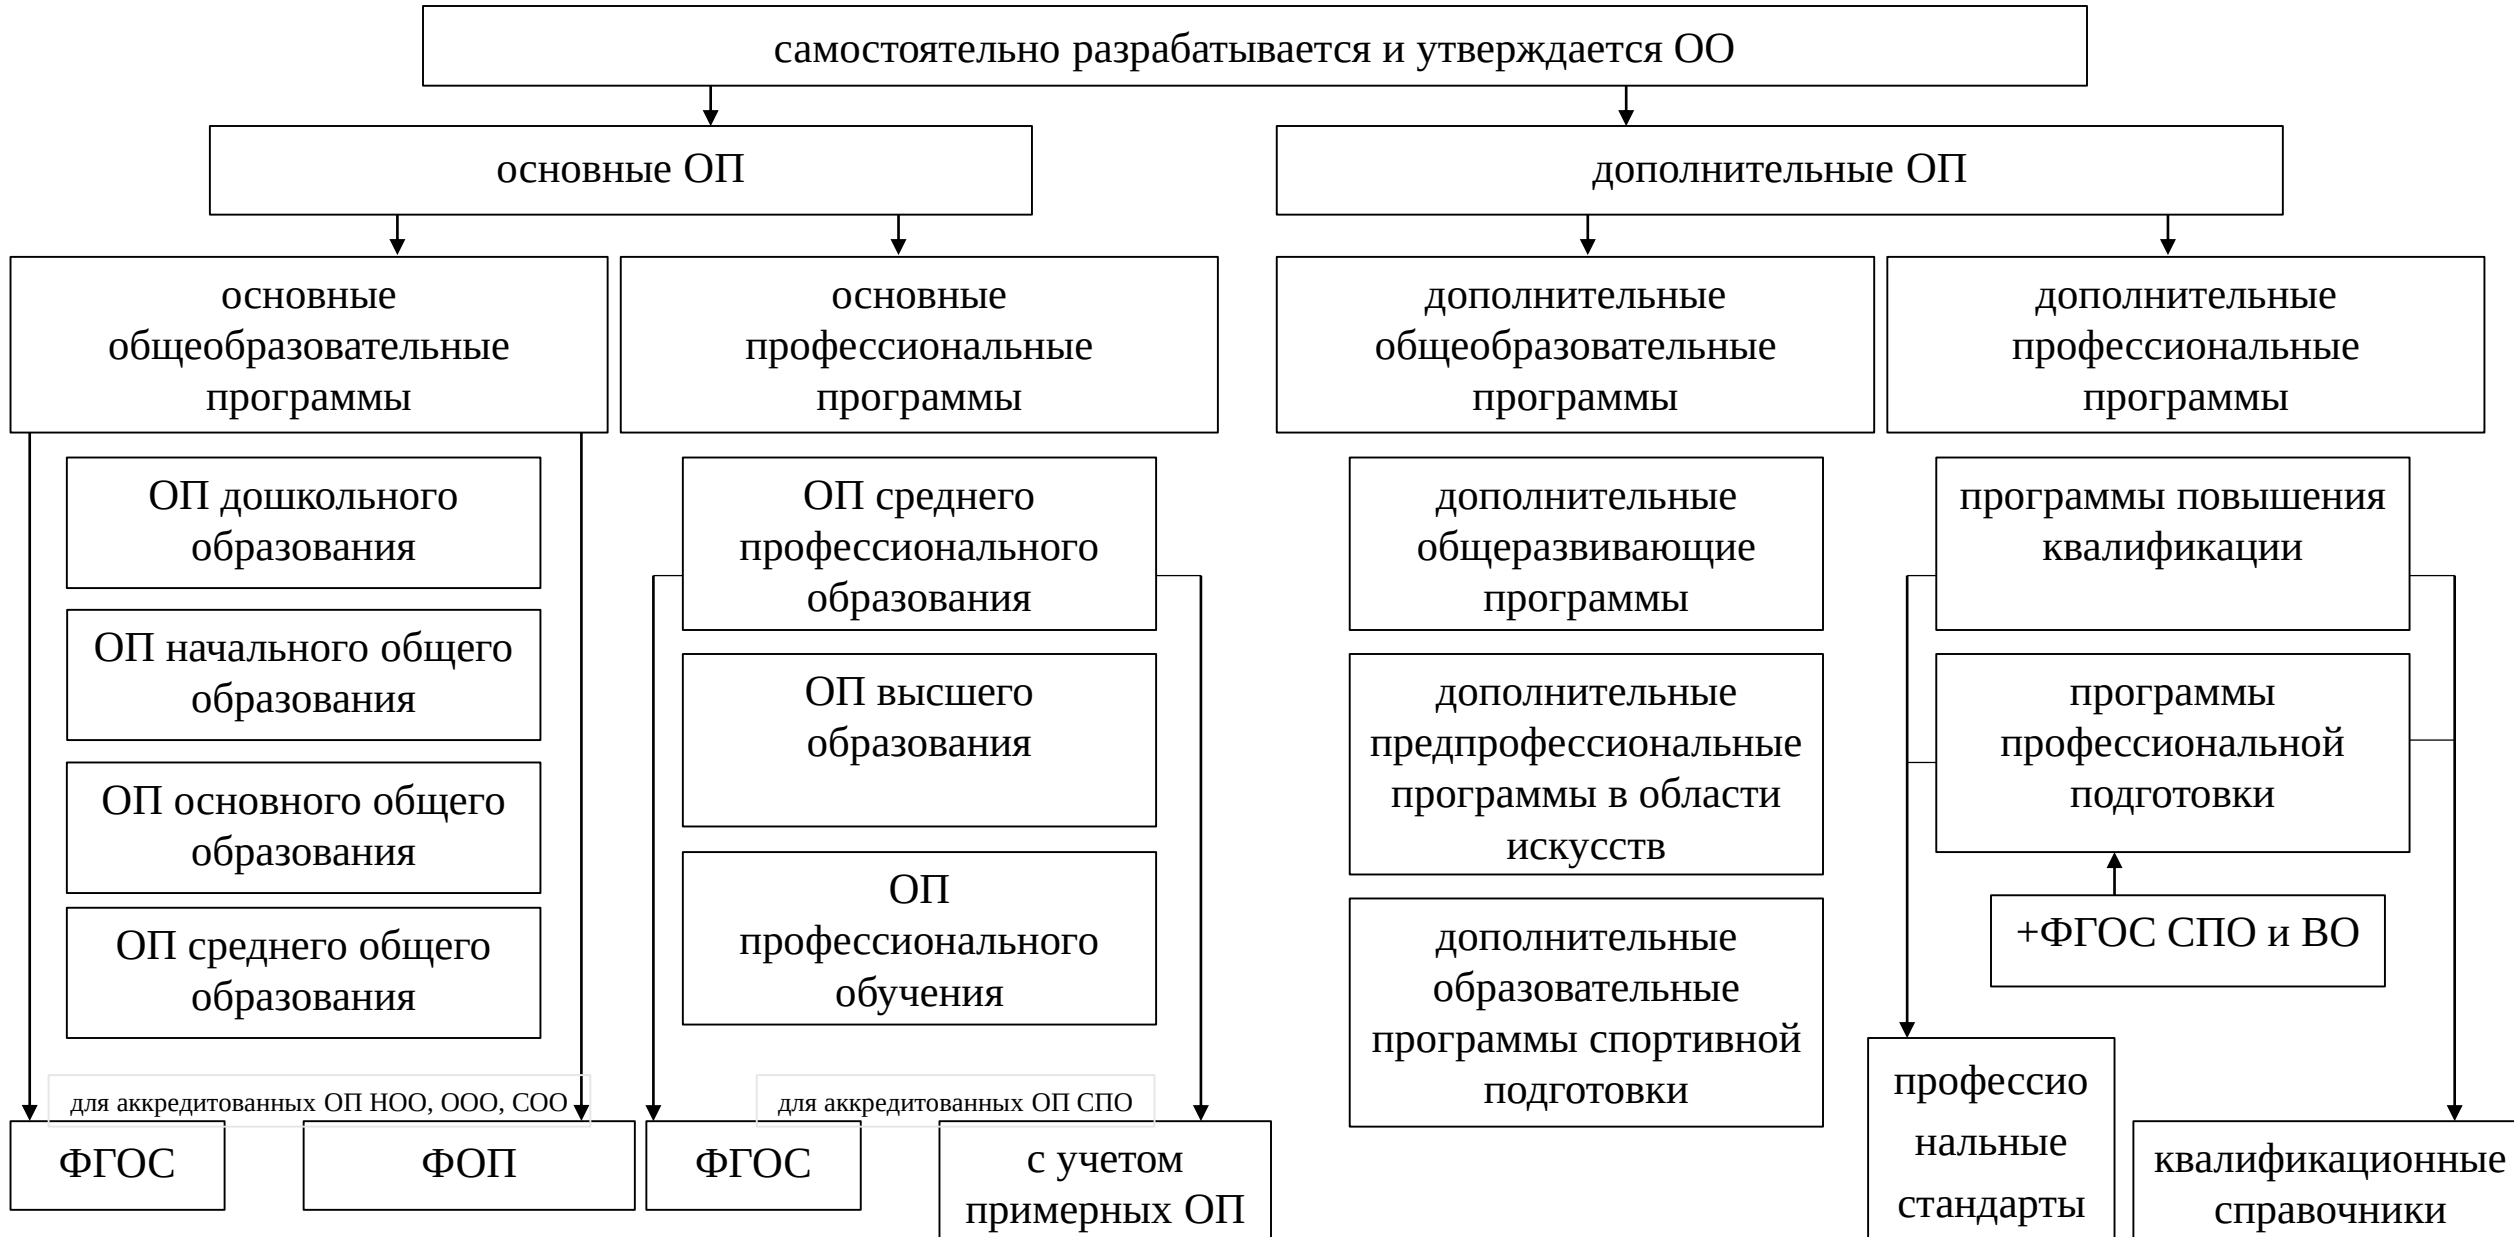 самостоятельно разрабатывается и утверждается ОО
основные ОП
дополнительные ОП
основные
общеобразовательные
программы
основные
профессиональные
программы
дополнительные
общеобразовательные
программы
дополнительные
профессиональные
программы
ОП дошкольного
образования
ОП начального общего
образования
ОП основного общего
образования
ОП среднего общего
образования
для аккредитованных ОП НОО, ООО, СОО
ФГОС
ФОП
ОП среднего
профессионального
образования
ОП высшего
образования
ОП
профессионального
обучения
для аккредитованных ОП СПО
ФГОС
с учетом
примерных ОП
дополнительные
общеразвивающие
программы
дополнительные
предпрофессиональные
программы в области
искусств
дополнительные
образовательные
программы спортивной
подготовки
программы повышения
квалификации
программы
профессиональной
подготовки
+ФГОС СПО и ВО
профессио
нальные
стандарты
квалификационные
справочники